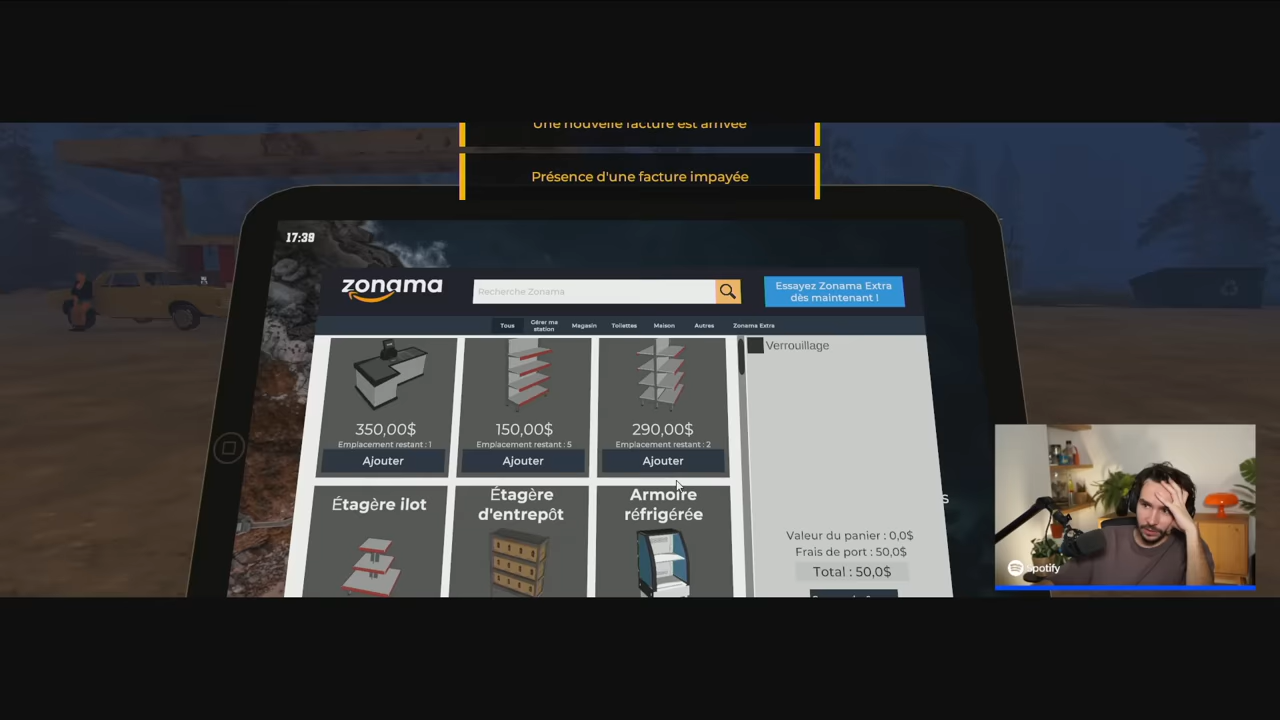 Une nouvelle facture est arrivée
Présence d'une facture impayée
17:39
zonama
Recherche Zonama
Essayez Zonama Extra
dès maintenant !
Tous
Gérer ma
station
Magasin
Toilettes
Maison
Autres
Zonama Extra
Verrouillage
350,00$
Emplacement restant : 1
Ajouter
150,00$
Emplacement restant : 5
Ajouter
290,00$
Emplacement restant : 2
Ajouter
Étagère ilot
Étagère
d'entrepôt
Armoire
réfrigérée
s
Valeur du panier : 0,0$
Frais de port : 50,0$
Total : 50,0$
Spotify